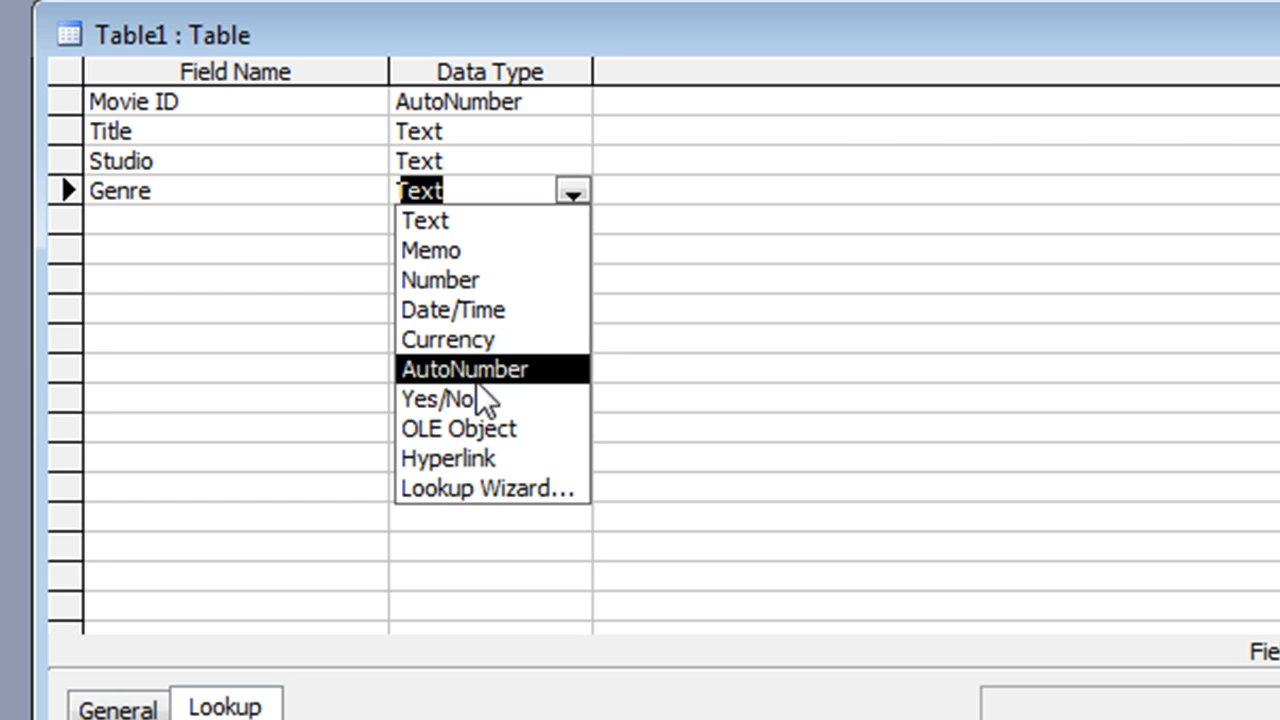 Table1 : Table
Field Name Data Type
Movie ID AutoNumber
Title Text
Studio Text
Genre Text
Text
Memo
Number
Date/Time
Currency
AutoNumber
Yes/No
OLE Object
Hyperlink
Lookup Wizard...
Fie
General Lookup